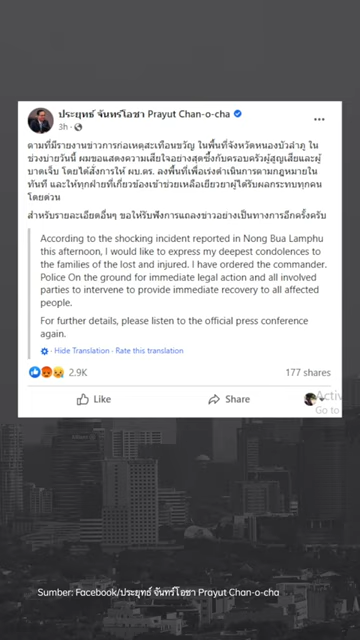 ประยุทธ์ จันทร์โอชา Prayut Chan-o-cha
3h
ตามที่มีรายงานข่าวการก่อเหตุสะเทือนขวัญ ในพื้นที่จังหวัดหนองบัวลำภู ใน
ช่วงบ่ายวันนี้ ผมขอแสดงความเสียใจอย่างสุดซึ้งกับครอบครัวผู้สูญเสียและผู้
บาดเจ็บ โดยได้สั่งการให้ ผบ.ตร. ลงพื้นที่เพื่อเร่งดำเนินการตามกฎหมายใน
ทันที และให้ทุกฝ่ายที่เกี่ยวข้องเข้าช่วยเหลือเยียวยาผู้ได้รับผลกระทบทุกคน
โดยด่วน
สำหรับรายละเอียดอื่นๆ ขอให้รับฟังการแถลงข่าวอย่างเป็นทางการอีกครั้งครับ
According to the shocking incident reported in Nong Bua Lamphu
this afternoon, I would like to express my deepest condolences to
the families of the lost and injured. I have ordered the commander.
Police On the ground for immediate legal action and all involved
parties to intervene to provide immediate recovery to all affected
people.
For further details, please listen to the official press conference
again.
· Hide Translation · Rate this translation
2.9K 177 shares
Like Share
Activ
Go to
Sumber: Facebook/ประยุทธ์ จันทร์โอชา Prayut Chan-o-cha